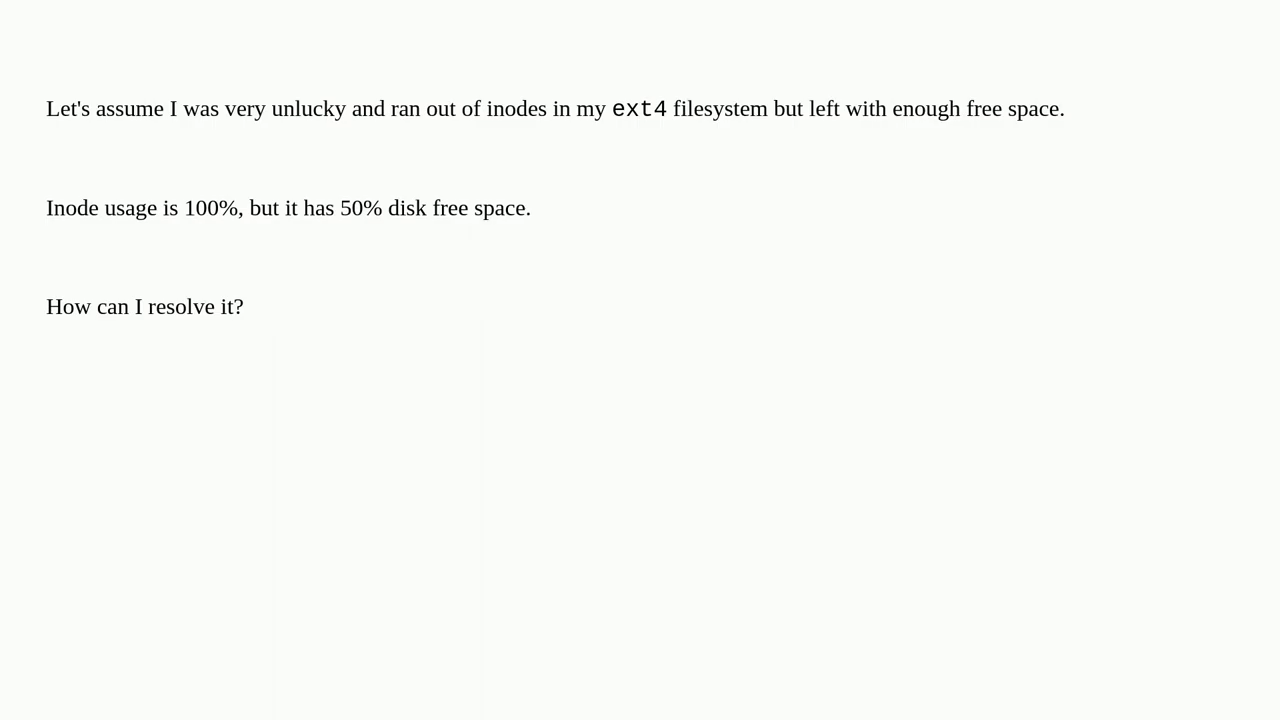 Let's assume I was very unlucky and ran out of inodes in my ext4 filesystem but left with enough free space.
Inode usage is 100%, but it has 50% disk free space.
How can I resolve it?